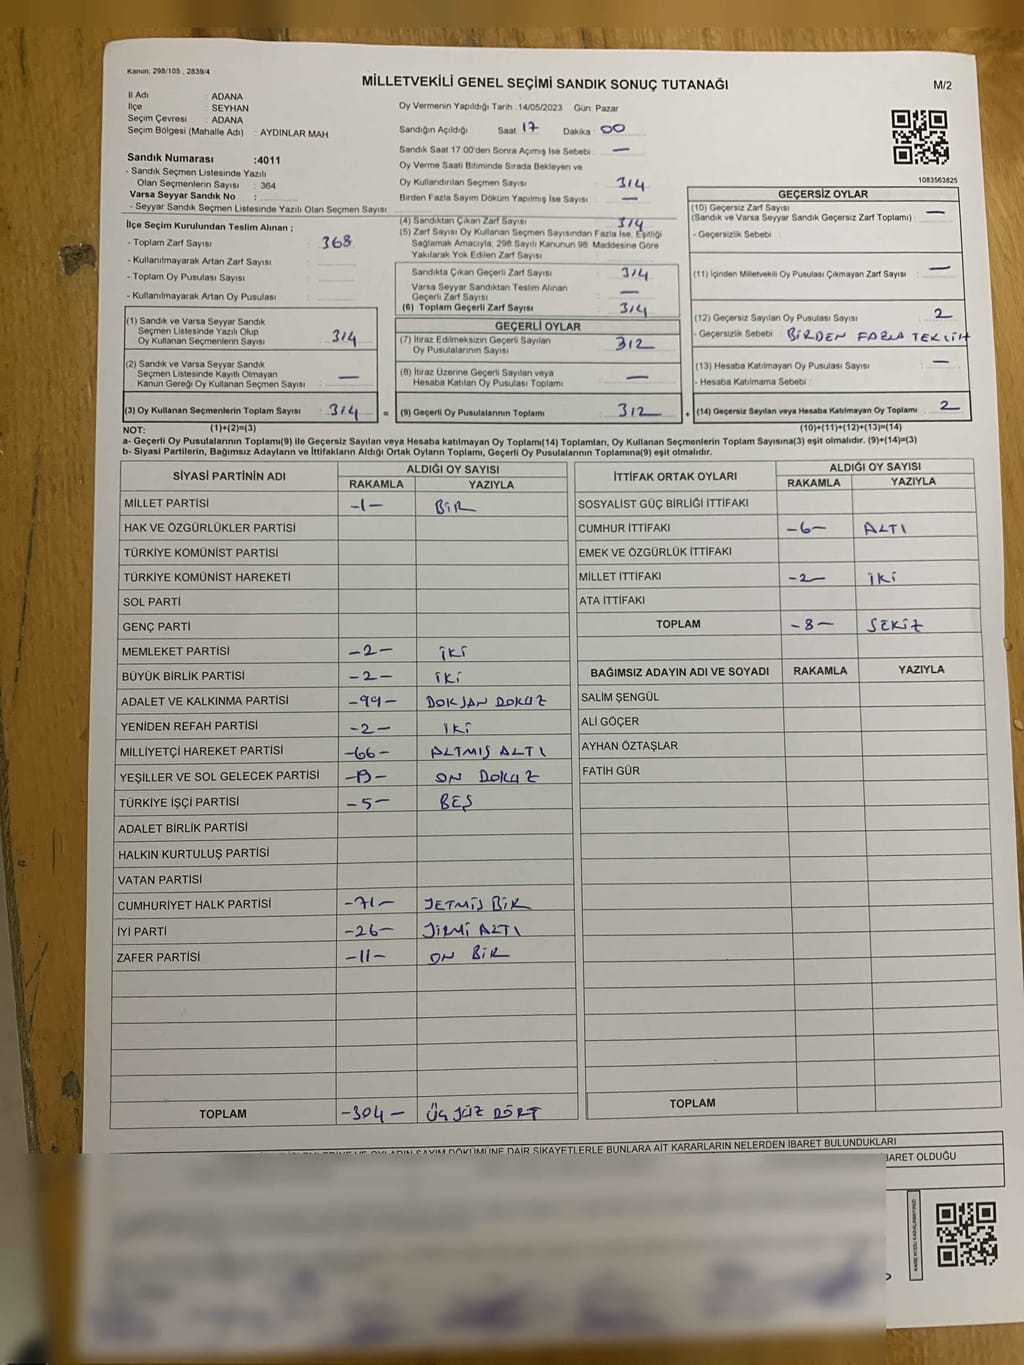 Kanun, 298/105 , 2839/4
MİLLETVEKİLİ GENEL SEÇİMİ SANDIK SONUÇ TUTANAĞI
M/2
İl Adı : ADANA
İlçe : SEYHAN
Seçim Çevresi : ADANA
Seçim Bölgesi (Mahalle Adı) : AYDINLAR MAH
Sandık Numarası :4011
- Sandık Seçmen Listesinde Yazılı
Olan Seçmenlerin Sayısı : 364
Varsa Seyyar Sandık No :
- Seyyar Sandık Seçmen Listesinde Yazılı Olan Seçmen Sayısı
Oy Vermenin Yapıldığı Tarih :14/05/2023 Gün: Pazar
Sandığın Açıldığı Saat: 17 Dakika: 00
Sandık Saat 17.00'den Sonra Açılmış İse Sebebi : —
Oy Verme Saati Bitiminde Sırada Bekleyen ve
Oy Kullandırılan Seçmen Sayısı : 314
Birden Fazla Sayım Döküm Yapılmış İse Sayısı : —
1083563825
İlçe Seçim Kurulundan Teslim Alınan ;
- Toplam Zarf Sayısı : 368
- Kullanılmayarak Artan Zarf Sayısı :
- Toplam Oy Pusulası Sayısı :
- Kullanılmayarak Artan Oy Pusulası :
(1) Sandık ve Varsa Seyyar Sandık
Seçmen Listesinde Yazılı Olup
Oy Kullanan Seçmenlerin Sayısı : 314
(2) Sandık ve Varsa Seyyar Sandık
Seçmen Listesinde Kayıtlı Olmayan
Kanun Gereği Oy Kullanan Seçmen Sayısı : —
(3) Oy Kullanan Seçmenlerin Toplam Sayısı : 314 =
(4) Sandıktan Çıkan Zarf Sayısı : 314
(5) Zarf Sayısı Oy Kullanan Seçmen Sayısından Fazla İse, Eşitliği
Sağlamak Amacıyla, 298 Sayılı Kanunun 98. Maddesine Göre
Yakılarak Yok Edilen Zarf Sayısı :
Sandıkta Çıkan Geçerli Zarf Sayısı : 314
Varsa Seyyar Sandıktan Teslim Alınan
Geçerli Zarf Sayısı : —
(6) Toplam Geçerli Zarf Sayısı : 314
GEÇERLİ OYLAR
(7) İtiraz Edilmeksizin Geçerli Sayılan
Oy Pusulalarının Sayısı : 312
(8) İtiraz Üzerine Geçerli Sayılan veya
Hesaba Katılan Oy Pusulası Toplamı : —
(9) Geçerli Oy Pusulalarının Toplamı : 312 +
GEÇERSİZ OYLAR
(10) Geçersiz Zarf Sayısı
(Sandık ve Varsa Seyyar Sandık Geçersiz Zarf Toplamı) : —
- Geçersizlik Sebebi :
(11) İçinden Milletvekili Oy Pusulası Çıkmayan Zarf Sayısı : —
(12) Geçersiz Sayılan Oy Pusulası Sayısı : 2
- Geçersizlik Sebebi : BİRDEN FAZLA TERCİH
(13) Hesaba Katılmayan Oy Pusulası Sayısı : —
- Hesaba Katılmama Sebebi :
(14) Geçersiz Sayılan veya Hesaba Katılmayan Oy Toplamı : 2
NOT: (1)+(2)=(3) (10)+(11)+(12)+(13)=(14)
a- Geçerli Oy Pusulalarının Toplamı(9) ile Geçersiz Sayılan veya Hesaba katılmayan Oy Toplamı(14) Toplamları, Oy Kullanan Seçmenlerin Toplam Sayısına(3) eşit olmalıdır. (9)+(14)=(3)
b- Siyasi Partilerin, Bağımsız Adayların ve İttifakların Aldığı Ortak Oyların Toplamı, Geçerli Oy Pusulalarının Toplamına(9) eşit olmalıdır.
SİYASİ PARTİNİN ADI ALDIĞI OY SAYISI
RAKAMLA YAZIYLA
MİLLET PARTİSİ -1- BİR
HAK VE ÖZGÜRLÜKLER PARTİSİ
TÜRKİYE KOMÜNİST PARTİSİ
TÜRKİYE KOMÜNİST HAREKETİ
SOL PARTİ
GENÇ PARTİ
MEMLEKET PARTİSİ -2- İKİ
BÜYÜK BİRLİK PARTİSİ -2- İKİ
ADALET VE KALKINMA PARTİSİ -99- DOKSAN DOKUZ
YENİDEN REFAH PARTİSİ -2- İKİ
MİLLİYETÇİ HAREKET PARTİSİ -66- ALTMIŞ ALTI
YEŞİLLER VE SOL GELECEK PARTİSİ -19- ON DOKUZ
TÜRKİYE İŞÇİ PARTİSİ -5- BEŞ
ADALET BİRLİK PARTİSİ
HALKIN KURTULUŞ PARTİSİ
VATAN PARTİSİ
CUMHURİYET HALK PARTİSİ -71- YETMİŞ BİR
İYİ PARTİ -26- YİRMİ ALTI
ZAFER PARTİSİ -11- ON BİR
TOPLAM -304- ÜÇ YÜZ DÖRT
İTTİFAK ORTAK OYLARI ALDIĞI OY SAYISI
RAKAMLA YAZIYLA
SOSYALİST GÜÇ BİRLİĞİ İTTİFAKI
CUMHUR İTTİFAKI -6- ALTI
EMEK VE ÖZGÜRLÜK İTTİFAKI
MİLLET İTTİFAKI -2- İKİ
ATA İTTİFAKI
TOPLAM -8- SEKİZ
BAĞIMSIZ ADAYIN ADI VE SOYADI RAKAMLA YAZIYLA
SALİM ŞENGÜL
ALİ GÖÇER
AYHAN ÖZTAŞLAR
FATİH GÜR
TOPLAM
OYLARIN SAYIM DÖKÜMÜNE DAİR ŞİKAYETLERLE BUNLARA AİT KARARLARIN NELERDEN İBARET BULUNDUKLARI
İBARET OLDUĞU